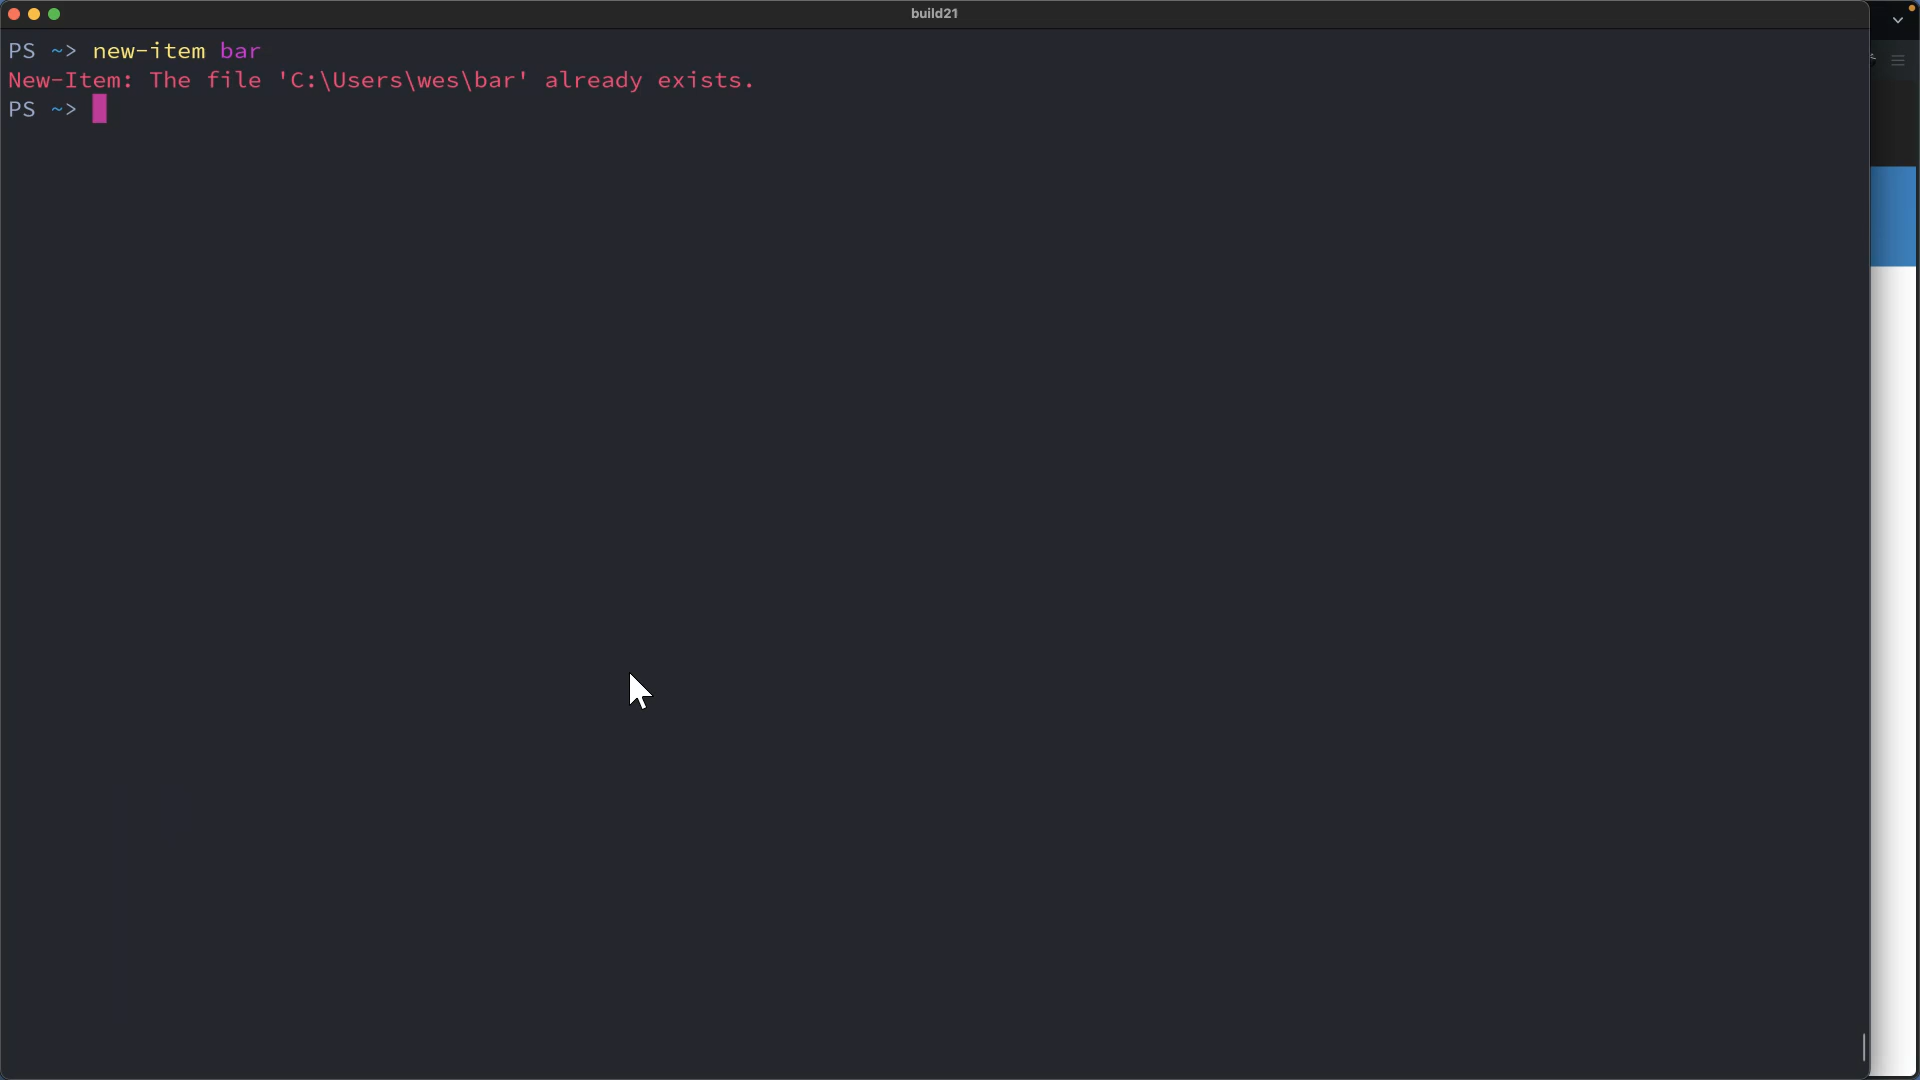 build21
PS ~> new-item bar
New-Item: The file 'C:\Users\wes\bar' already exists.
PS ~>